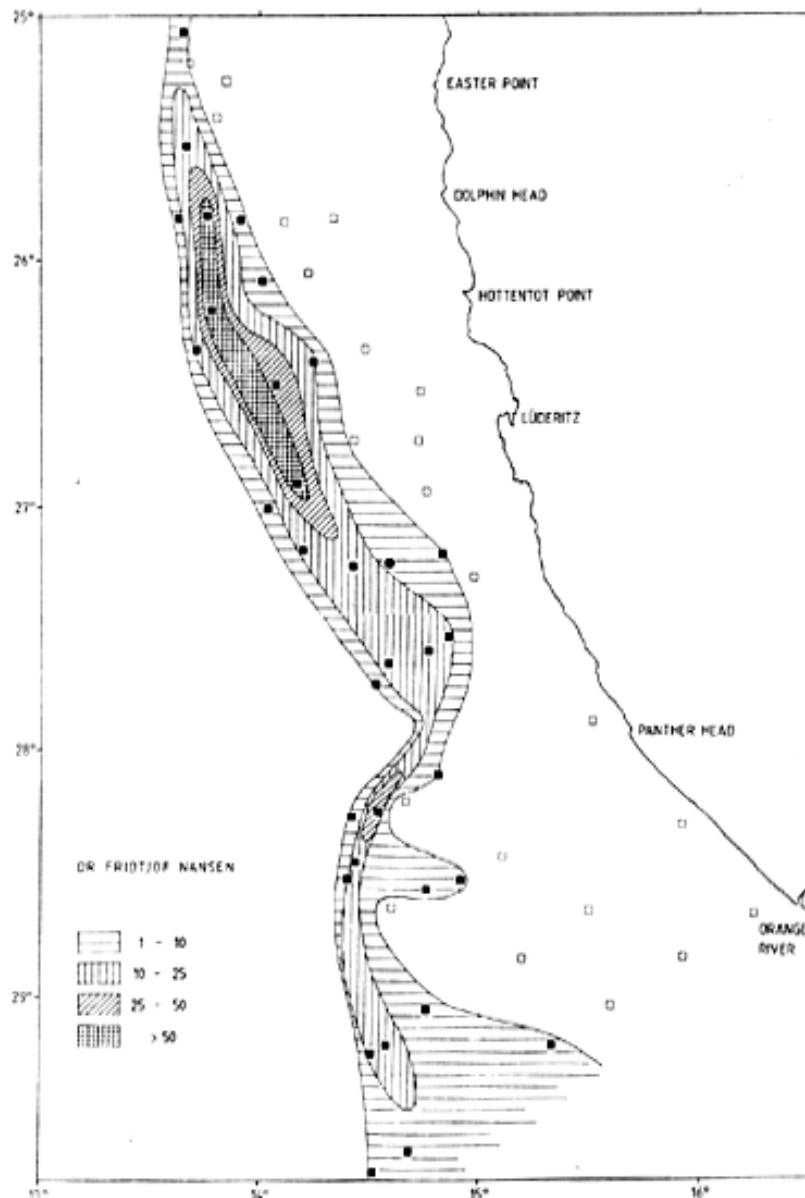 25°
EASTER POINT
DOLPHIN HEAD
26°
HOTTENTOT POINT
LÜDERITZ
27°
PANTHER HEAD
28°
DR FRIDTJOF NANSEN
ORANGE
RIVER
1 - 10
10 - 25
25 - 50
> 50
29°
14°
15°
16°